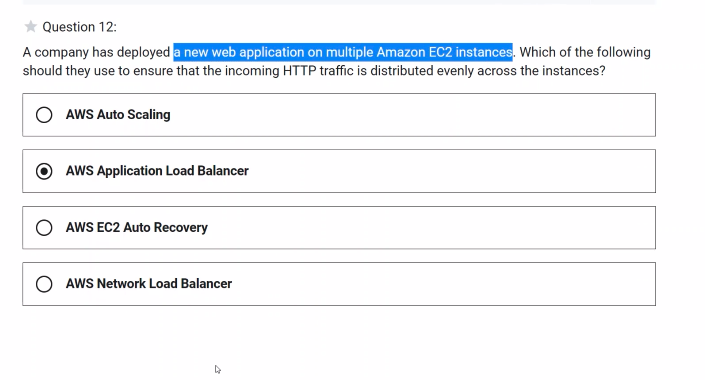 Question 12:
A company has deployed a new web application on multiple Amazon EC2 instances. Which of the following
should they use to ensure that the incoming HTTP traffic is distributed evenly across the instances?
AWS Auto Scaling
AWS Application Load Balancer
AWS EC2 Auto Recovery
AWS Network Load Balancer